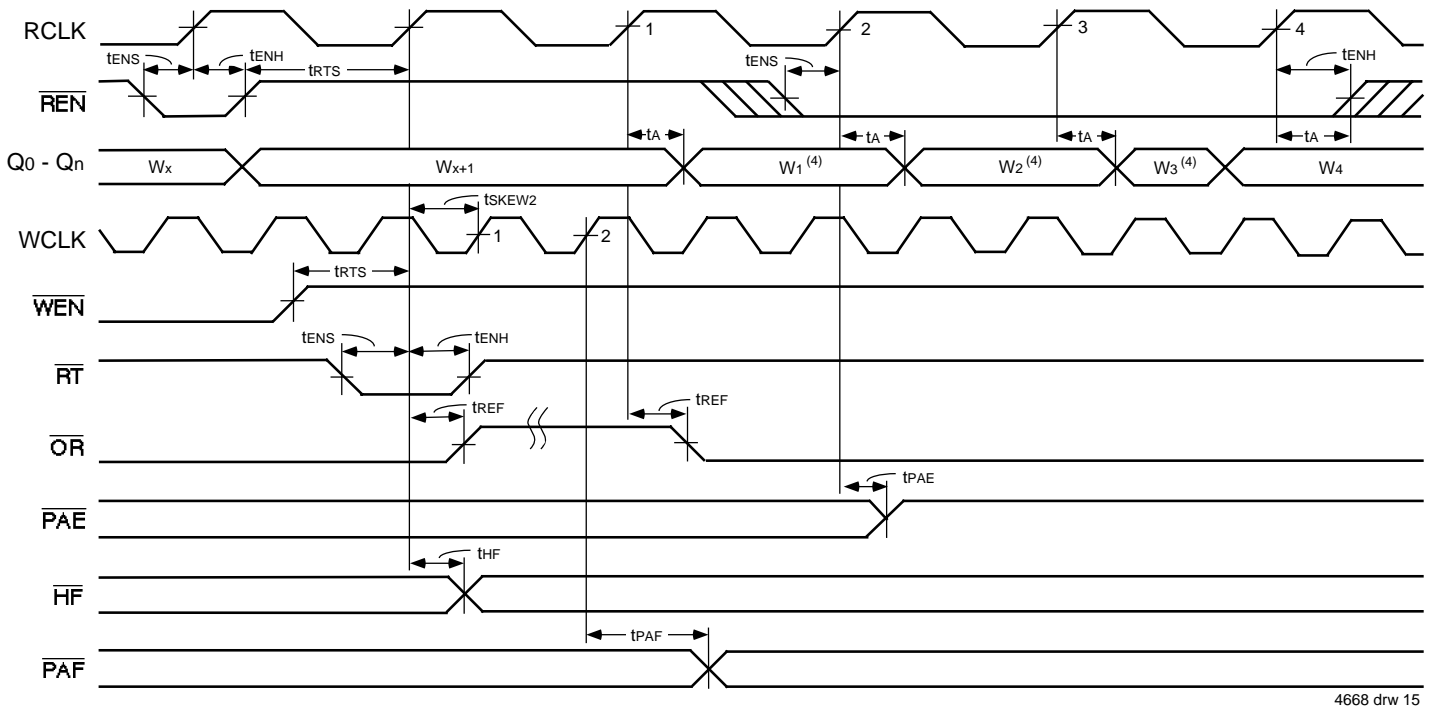 RCLK
1
2
3
4
tENS
tENH
tRTS
tENS
tENH
REN
tA
tA
tA
tA
Q0 - Qn
Wx
Wx+1
W1 (4)
W2 (4)
W3 (4)
W4
tSKEW2
WCLK
1
2
tRTS
WEN
tENS
tENH
RT
tREF
tREF
OR
tPAE
PAE
tHF
HF
tPAF
PAF
4668 drw 15